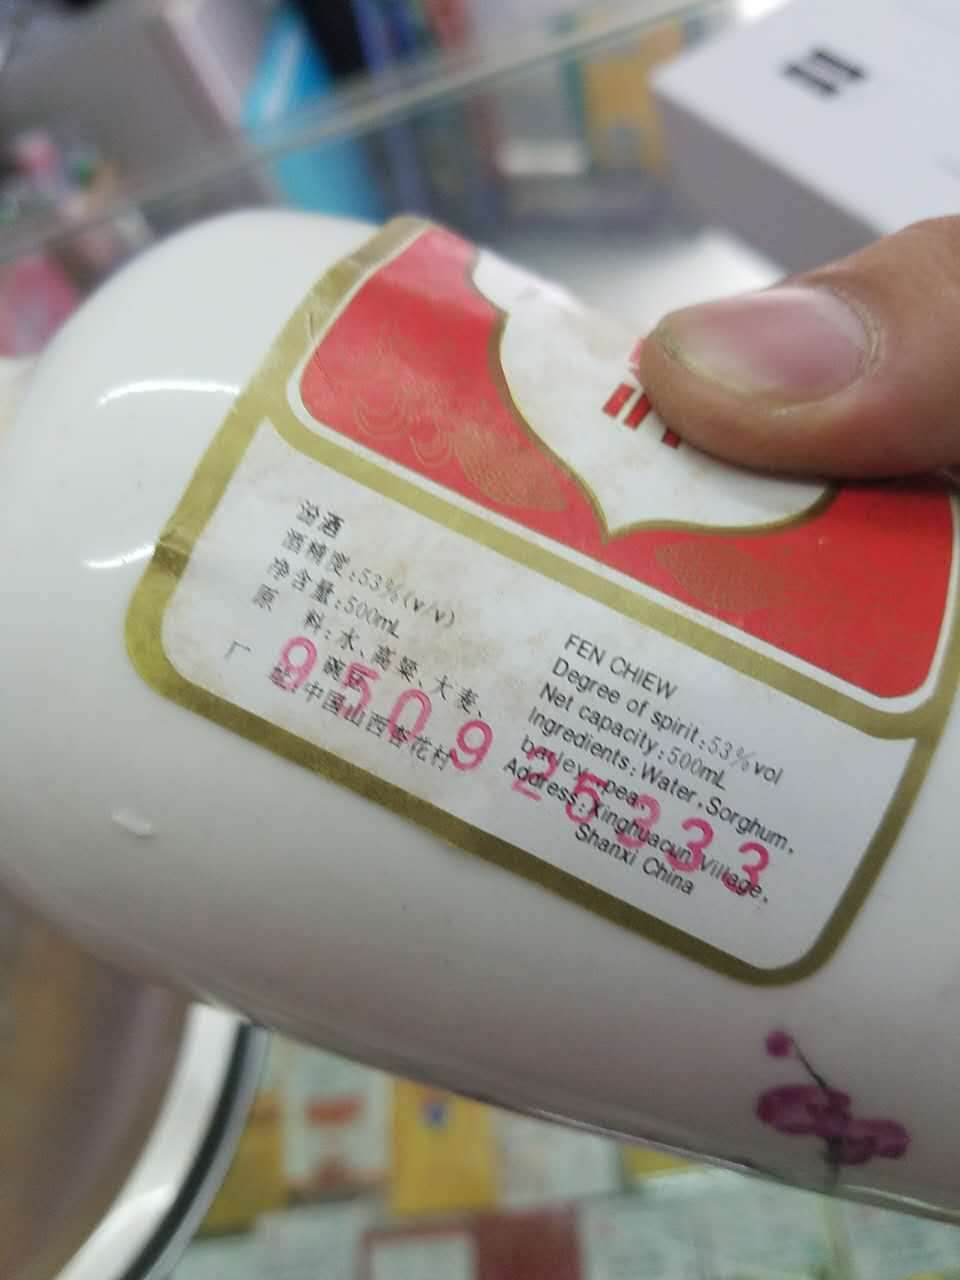 汾酒
酒精度:53%(v/v)
净含量:500mL
原 料:水、高粱、大麦、
豌豆
厂 址:中国山西杏花村
9509 25333
FEN CHIEW
Degree of spirit:53%vol
Net capacity:500mL
Ingredients:Water,Sorghum,
barley,pea.
Address:Xinghuacun Village,
Shanxi China